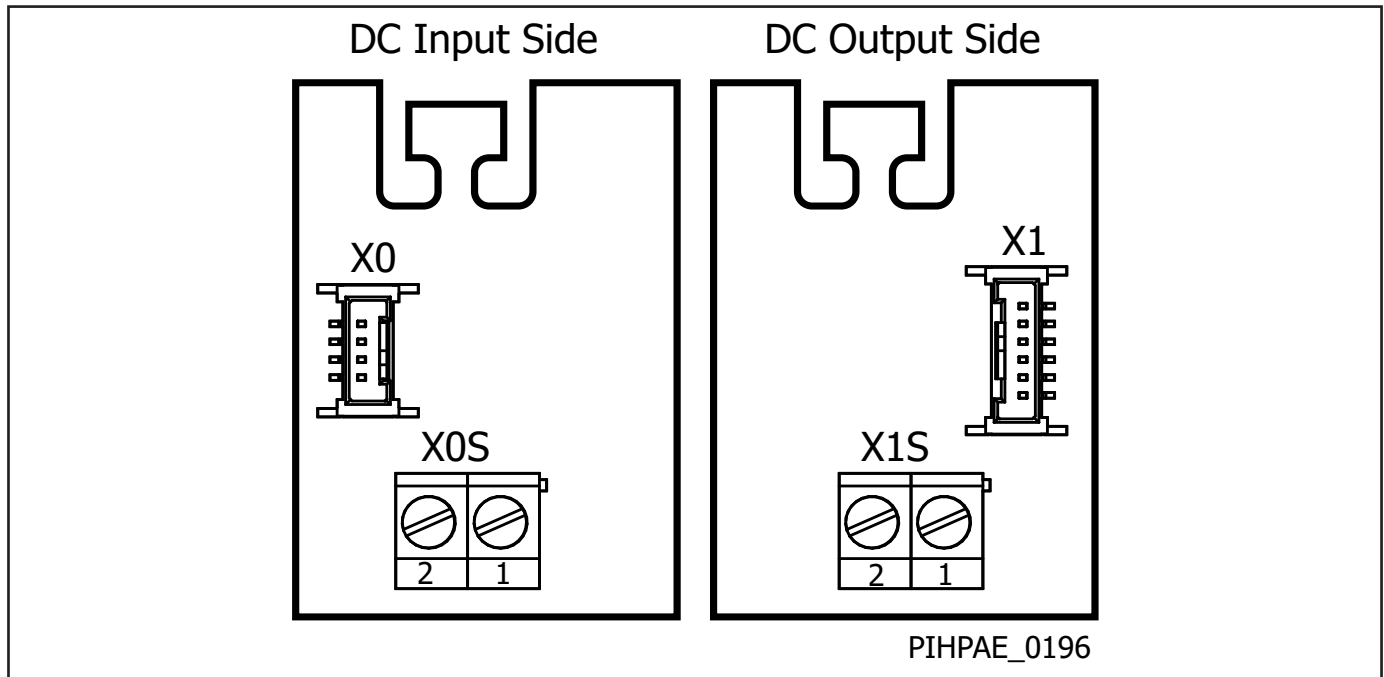 DC Input Side
DC Output Side
X0
X1
X0S
X1S
2 1
2 1
PIHPAE_0196